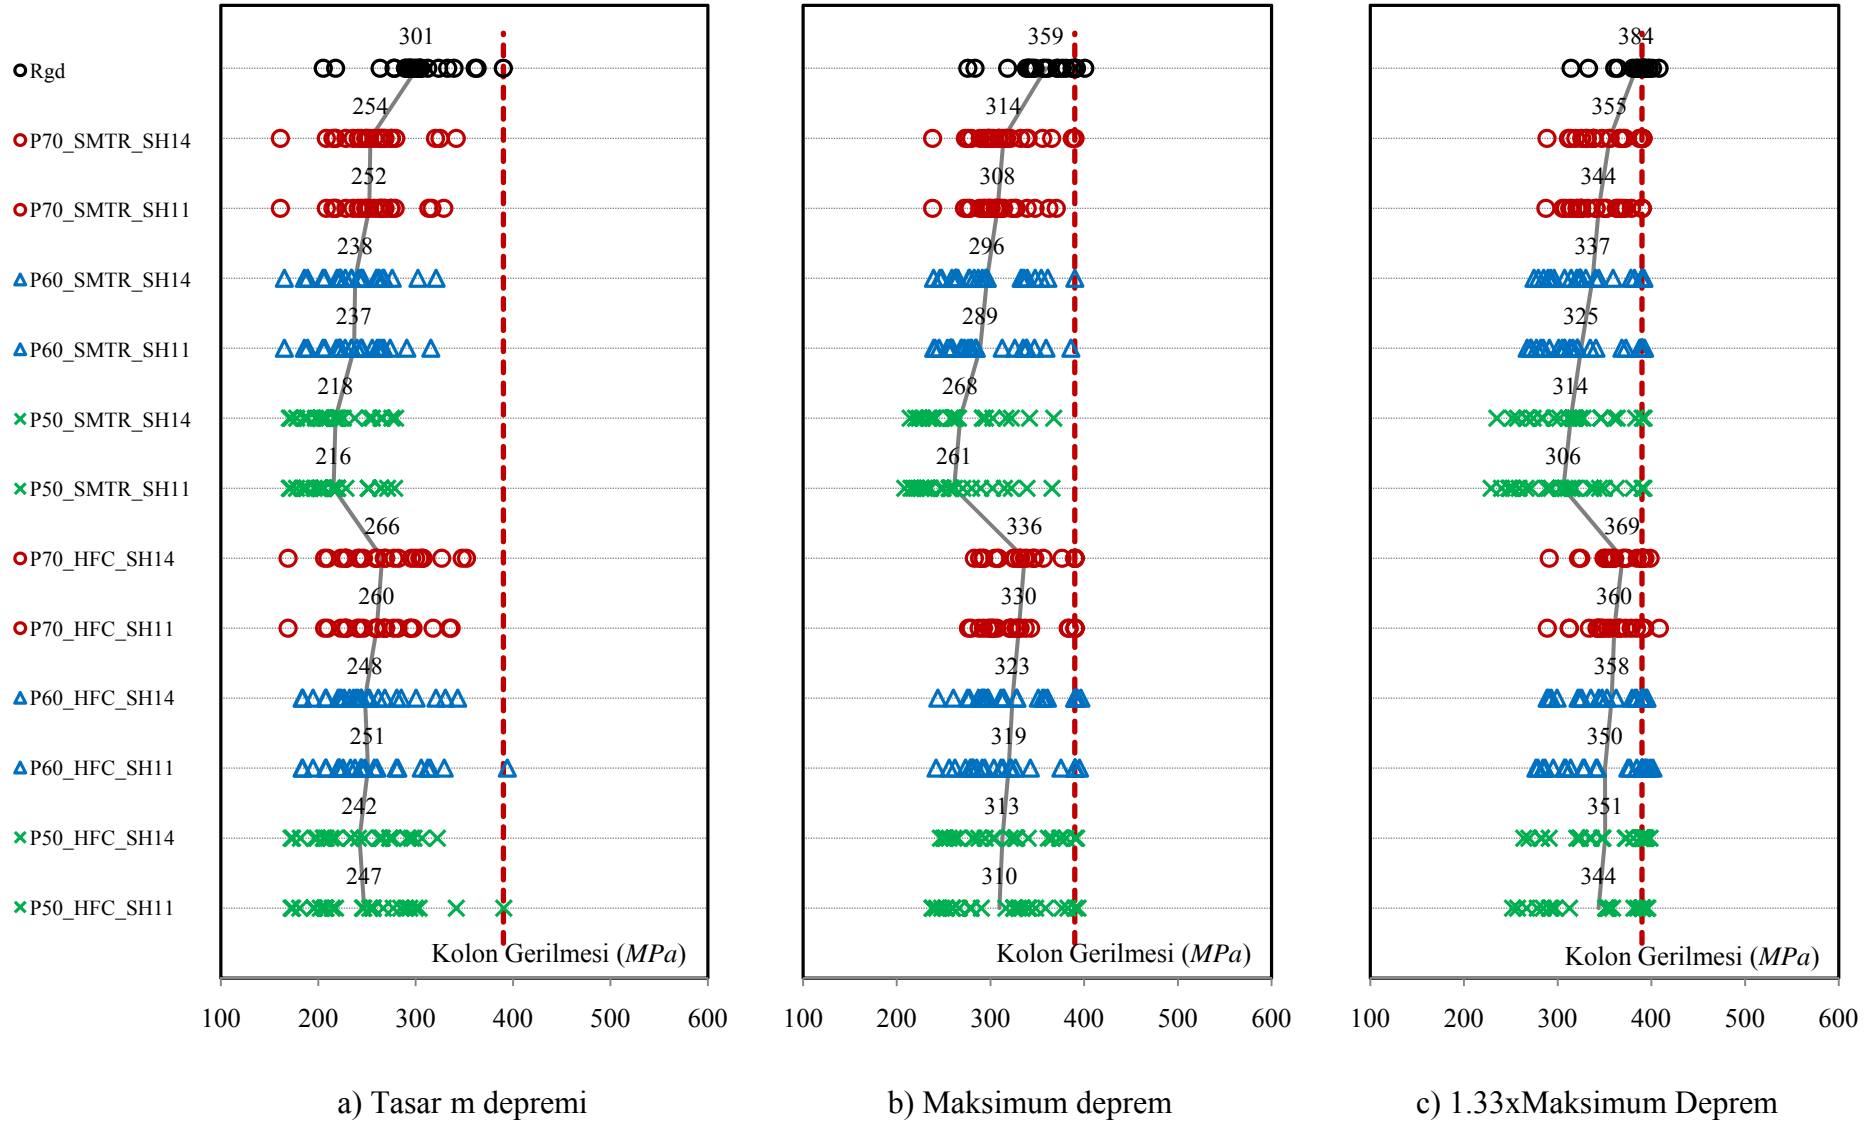 301 359 384
Rgd
254 314 355
P70_SMTR_SH14
252 308 344
P70_SMTR_SH11
238 296 337
P60_SMTR_SH14
237 289 325
P60_SMTR_SH11
218 268 314
P50_SMTR_SH14
216 261 306
P50_SMTR_SH11
266 336 369
P70_HFC_SH14
260 330 360
P70_HFC_SH11
248 323 358
P60_HFC_SH14
251 319 350
P60_HFC_SH11
242 313 351
P50_HFC_SH14
247 310 344
P50_HFC_SH11
Kolon Gerilmesi (MPa) Kolon Gerilmesi (MPa) Kolon Gerilmesi (MPa)
100 200 300 400 500 600 100 200 300 400 500 600 100 200 300 400 500 600
a) Tasar m depremi b) Maksimum deprem c) 1.33xMaksimum Deprem